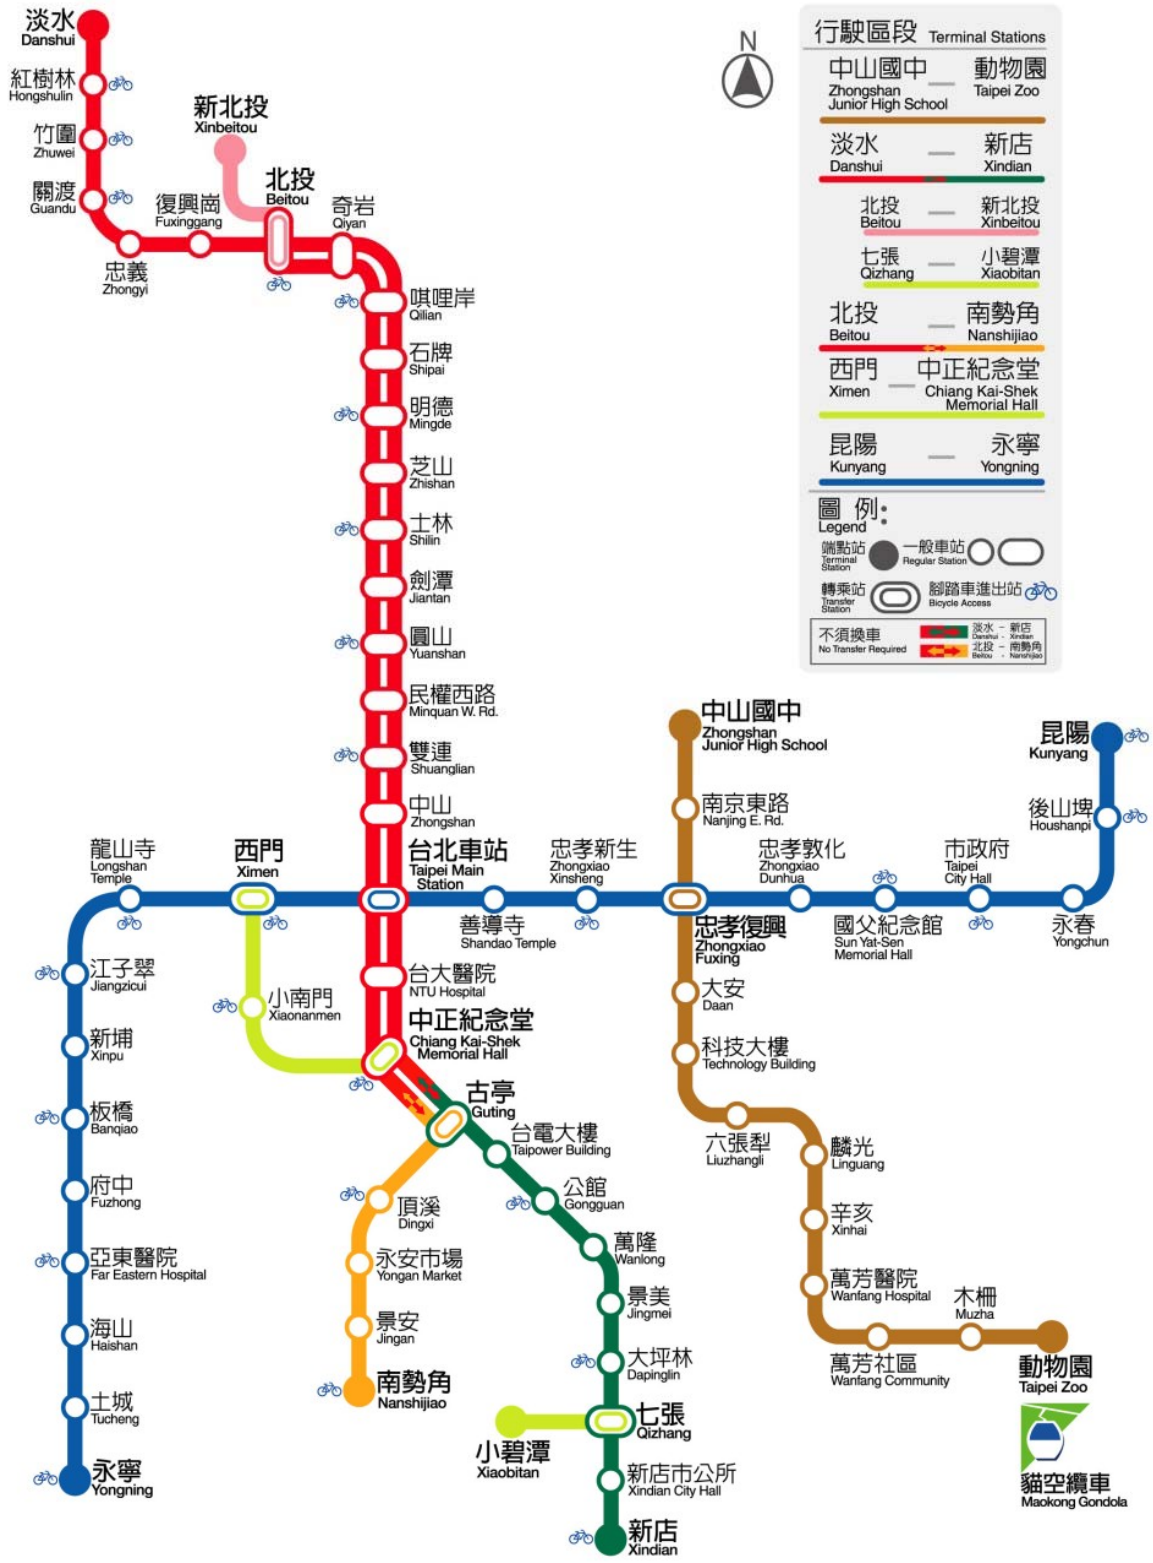 淡水
Danshui
紅樹林
Hongshulin
竹圍
Zhuwei
關渡
Guandu
忠義
Zhongyi
復興崗
Fuxinggang
新北投
Xinbeitou
北投
Beitou
奇岩
Qiyan
唭哩岸
Qilian
石牌
Shipai
明德
Mingde
芝山
Zhishan
士林
Shilin
劍潭
Jiantan
圓山
Yuanshan
民權西路
Minquan W. Rd.
雙連
Shuanglian
中山
Zhongshan
台北車站
Taipei Main
Station
台大醫院
NTU Hospital
中正紀念堂
Chiang Kai-Shek
Memorial Hall
古亭
Guting
台電大樓
Taipower Building
公館
Gongguan
萬隆
Wanlong
景美
Jingmei
大坪林
Dapinglin
七張
Qizhang
新店市公所
Xindian City Hall
新店
Xindian
小碧潭
Xiaobitan
頂溪
Dingxi
永安市場
Yongan Market
景安
Jingan
南勢角
Nanshijiao
西門
Ximen
小南門
Xiaonanmen
龍山寺
Longshan
Temple
江子翠
Jiangzicui
新埔
Xinpu
板橋
Banqiao
府中
Fuzhong
亞東醫院
Far Eastern Hospital
海山
Haishan
土城
Tucheng
永寧
Yongning
善導寺
Shandao Temple
忠孝新生
Zhongxiao
Xinsheng
忠孝復興
Zhongxiao
Fuxing
忠孝敦化
Zhongxiao
Dunhua
國父紀念館
Sun Yat-Sen
Memorial Hall
市政府
Taipei
City Hall
永春
Yongchun
後山埤
Houshanpi
昆陽
Kunyang
中山國中
Zhongshan
Junior High School
南京東路
Nanjing E. Rd.
大安
Daan
科技大樓
Technology Building
六張犁
Liuzhangli
麟光
Linguang
辛亥
Xinhai
萬芳醫院
Wanfang Hospital
萬芳社區
Wanfang Community
木柵
Muzha
動物園
Taipei Zoo
貓空纜車
Maokong Gondola
N
行駛區段 Terminal Stations
中山國中 — 動物園
Zhongshan Taipei Zoo
Junior High School
淡水 — 新店
Danshui Xindian
北投 — 新北投
Beitou Xinbeitou
七張 — 小碧潭
Qizhang Xiaobitan
北投 — 南勢角
Beitou Nanshijiao
西門 — 中正紀念堂
Ximen Chiang Kai-Shek
Memorial Hall
昆陽 — 永寧
Kunyang Yongning
圖 例:
Legend
端點站
Terminal
Station
一般車站
Regular Station
轉乘站
Transfer
Station
腳踏車進出站
Bicycle Access
不須換車
No Transfer Required
淡水 - 新店
Danshui - Xindian
北投 - 南勢角
Beitou - Nanshijiao